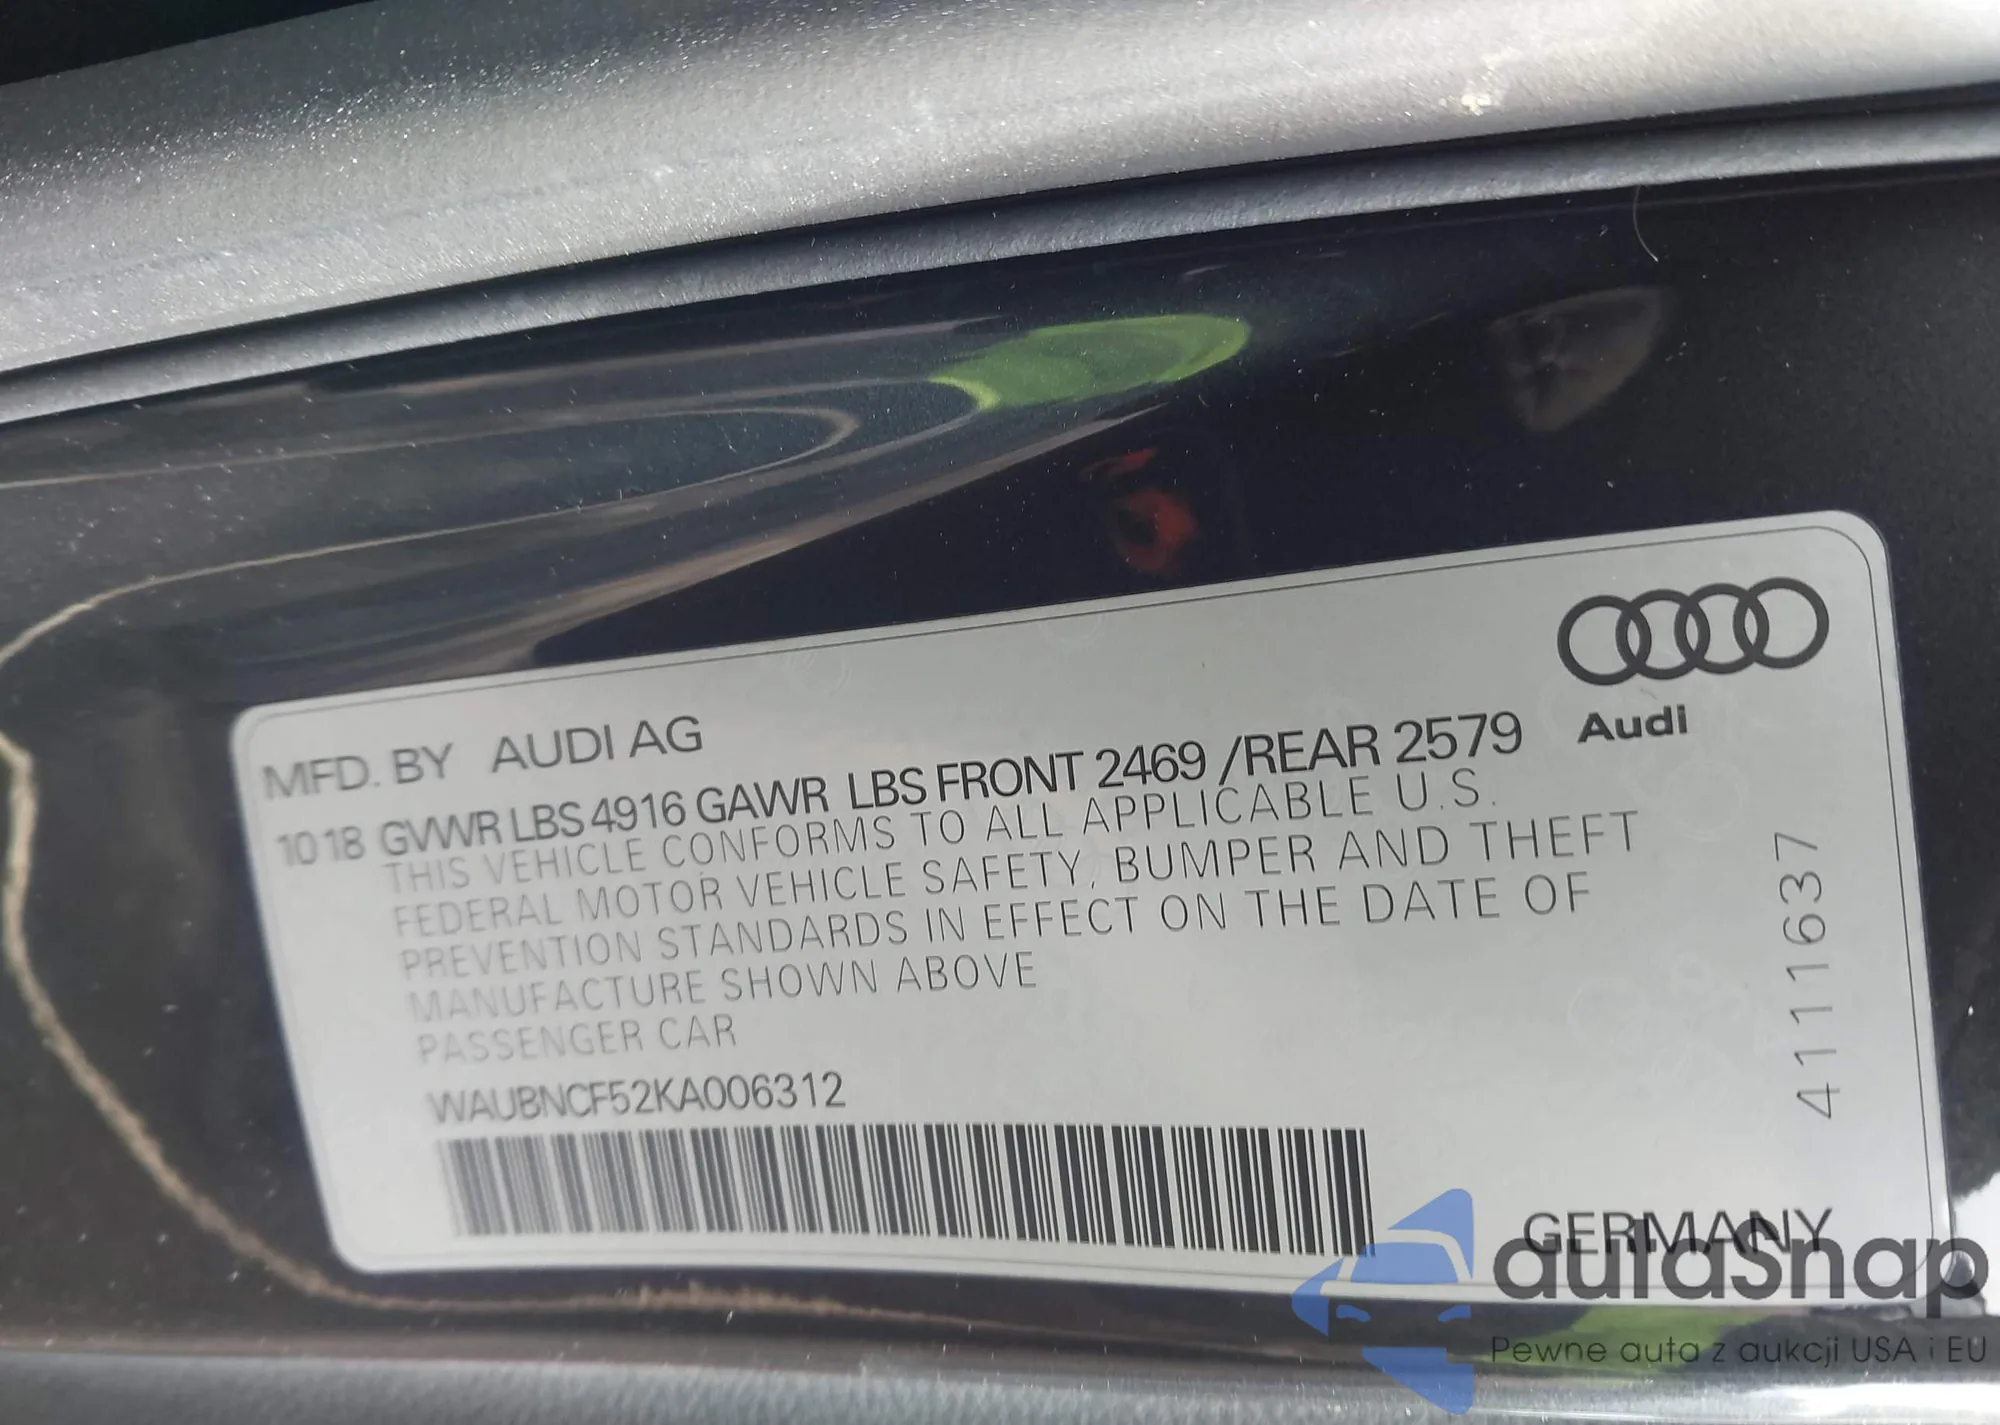 MFD. BY AUDI AG
10 18 GVWR LBS 4916 GAWR LBS FRONT 2469 /REAR 2579
THIS VEHICLE CONFORMS TO ALL APPLICABLE U.S.
FEDERAL MOTOR VEHICLE SAFETY, BUMPER AND THEFT
PREVENTION STANDARDS IN EFFECT ON THE DATE OF
MANUFACTURE SHOWN ABOVE
PASSENGER CAR
WAUBNCF52KA006312
Audi
4111637
GERMANY
autaSnap
Pewne auta z aukcji USA i EU